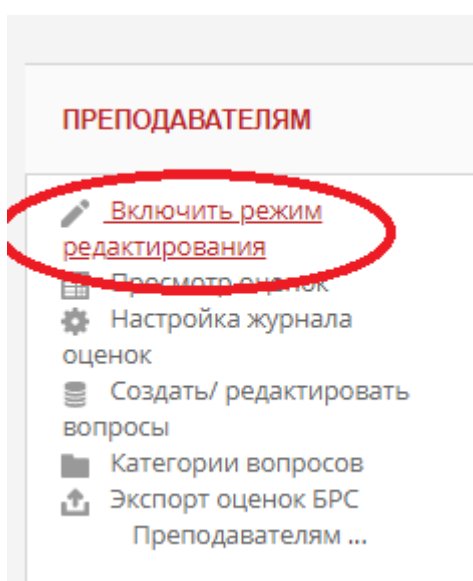 ПРЕПОДАВАТЕЛЯМ
Включить режим
редактирования
Просмотр оценок
Настройка журнала
оценок
Создать/ редактировать
вопросы
Категории вопросов
Экспорт оценок БРС
Преподавателям ...